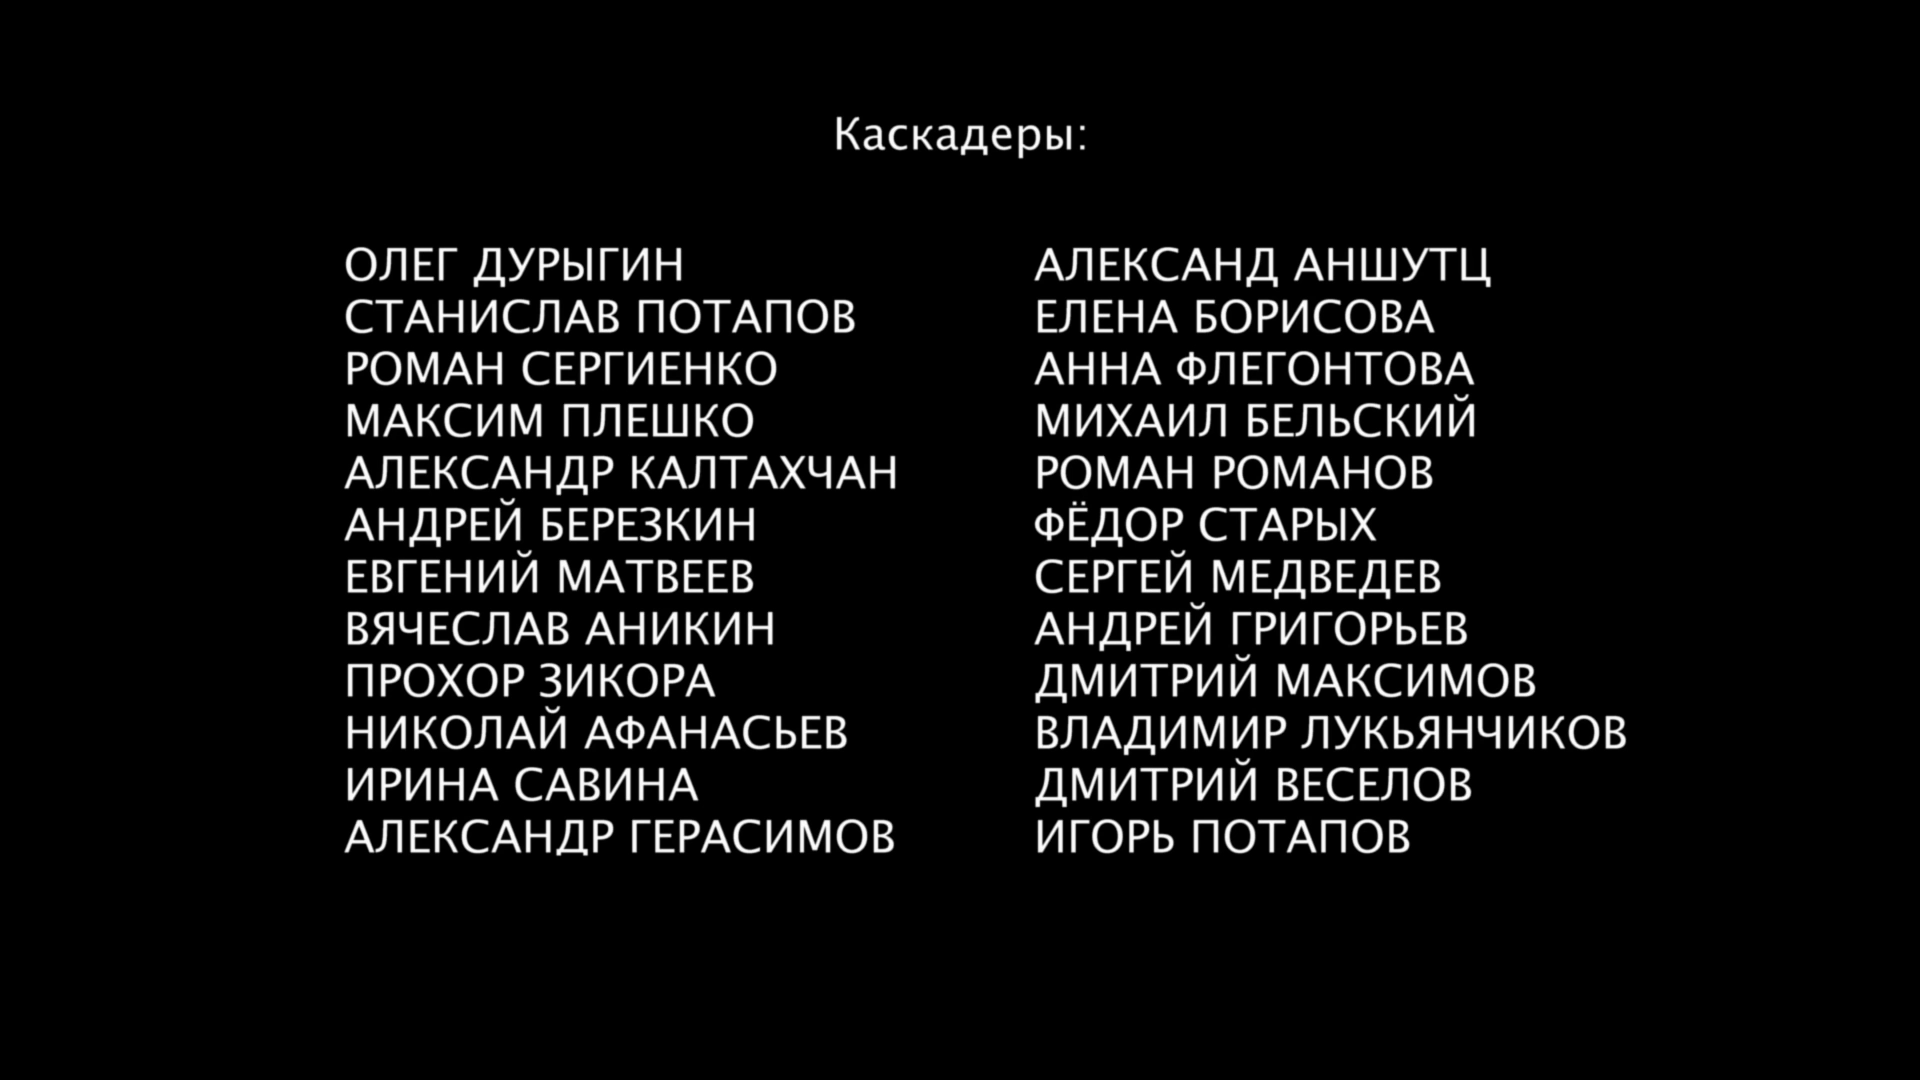 Каскадеры:
ОЛЕГ ДУРЫГИН
СТАНИСЛАВ ПОТАПОВ
РОМАН СЕРГИЕНКО
МАКСИМ ПЛЕШКО
АЛЕКСАНДР КАЛТАХЧАН
АНДРЕЙ БЕРЕЗКИН
ЕВГЕНИЙ МАТВЕЕВ
ВЯЧЕСЛАВ АНИКИН
ПРОХОР ЗИКОРА
НИКОЛАЙ АФАНАСЬЕВ
ИРИНА САВИНА
АЛЕКСАНДР ГЕРАСИМОВ
АЛЕКСАНД АНШУТЦ
ЕЛЕНА БОРИСОВА
АННА ФЛЕГОНТОВА
МИХАИЛ БЕЛЬСКИЙ
РОМАН РОМАНОВ
ФЁДОР СТАРЫХ
СЕРГЕЙ МЕДВЕДЕВ
АНДРЕЙ ГРИГОРЬЕВ
ДМИТРИЙ МАКСИМОВ
ВЛАДИМИР ЛУКЬЯНЧИКОВ
ДМИТРИЙ ВЕСЕЛОВ
ИГОРЬ ПОТАПОВ